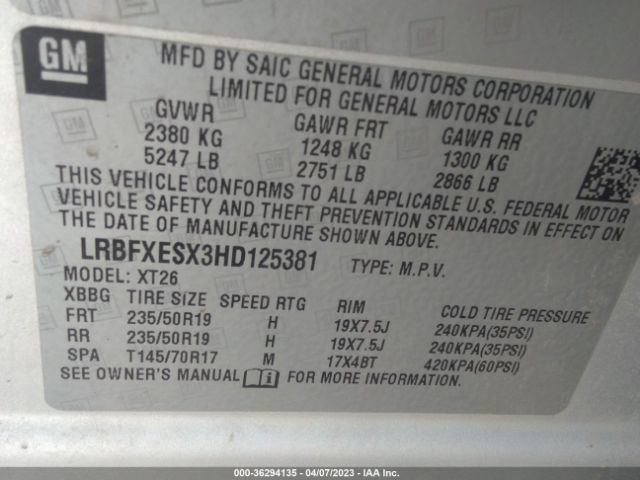 GM
MFD BY SAIC GENERAL MOTORS CORPORATION
LIMITED FOR GENERAL MOTORS LLC
GVWR GAWR FRT GAWR RR
2380 KG 1248 KG 1300 KG
5247 LB 2751 LB 2866 LB
THIS VEHICLE CONFORMS TO ALL APPLICABLE U.S. FEDERAL MOTOR
VEHICLE SAFETY AND THEFT PREVENTION STANDARDS IN EFFECT ON
THE DATE OF MANUFACTURE SHOWN ABOVE.
LRBFXESX3HD125381 TYPE: M.P.V.
MODEL: XT26
XBBG TIRE SIZE SPEED RTG RIM COLD TIRE PRESSURE
FRT 235/50R19 H 19X7.5J 240KPA(35PSI)
RR 235/50R19 H 19X7.5J 240KPA(35PSI)
SPA T145/70R17 M 17X4BT 420KPA(60PSI)
SEE OWNER'S MANUAL i FOR MORE INFORMATION.
000-36294135 - 04/07/2023 - IAA Inc.